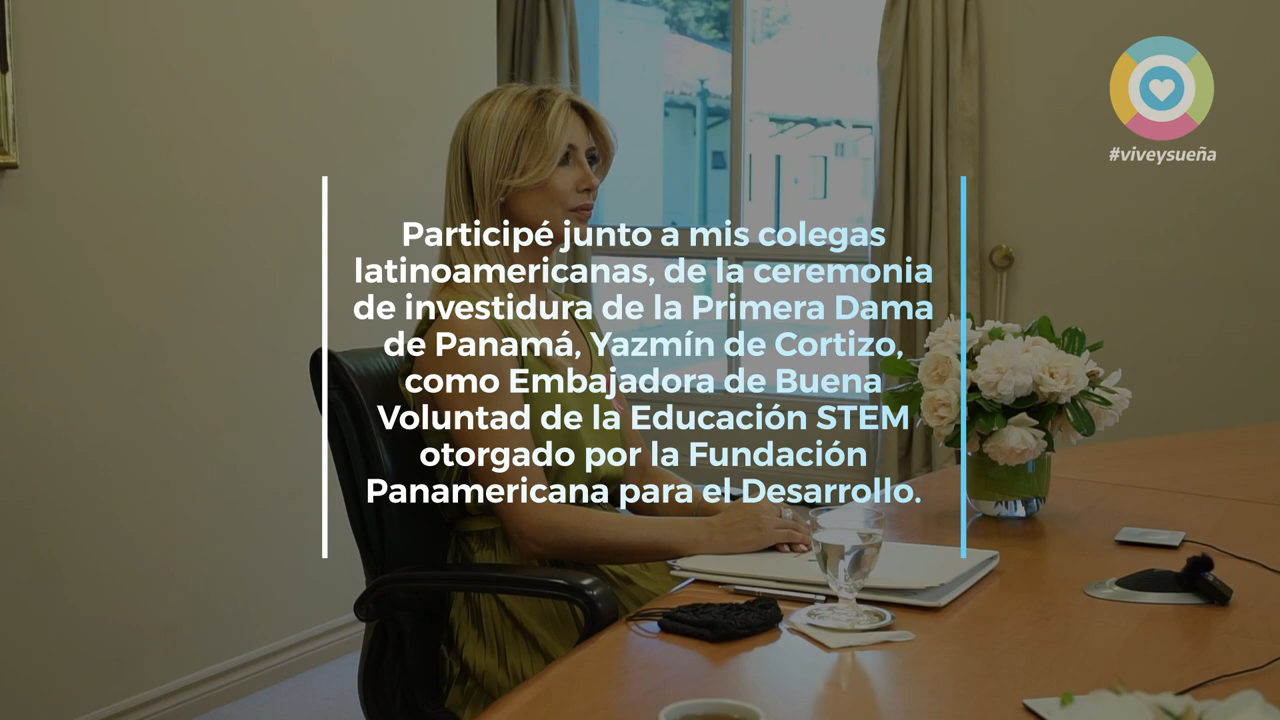 #viveysueña
Participé junto a mis colegas
latinoamericanas, de la ceremonia
de investidura de la Primera Dama
de Panamá, Yazmín de Cortizo,
como Embajadora de Buena
Voluntad de la Educación STEM
otorgado por la Fundación
Panamericana para el Desarrollo.